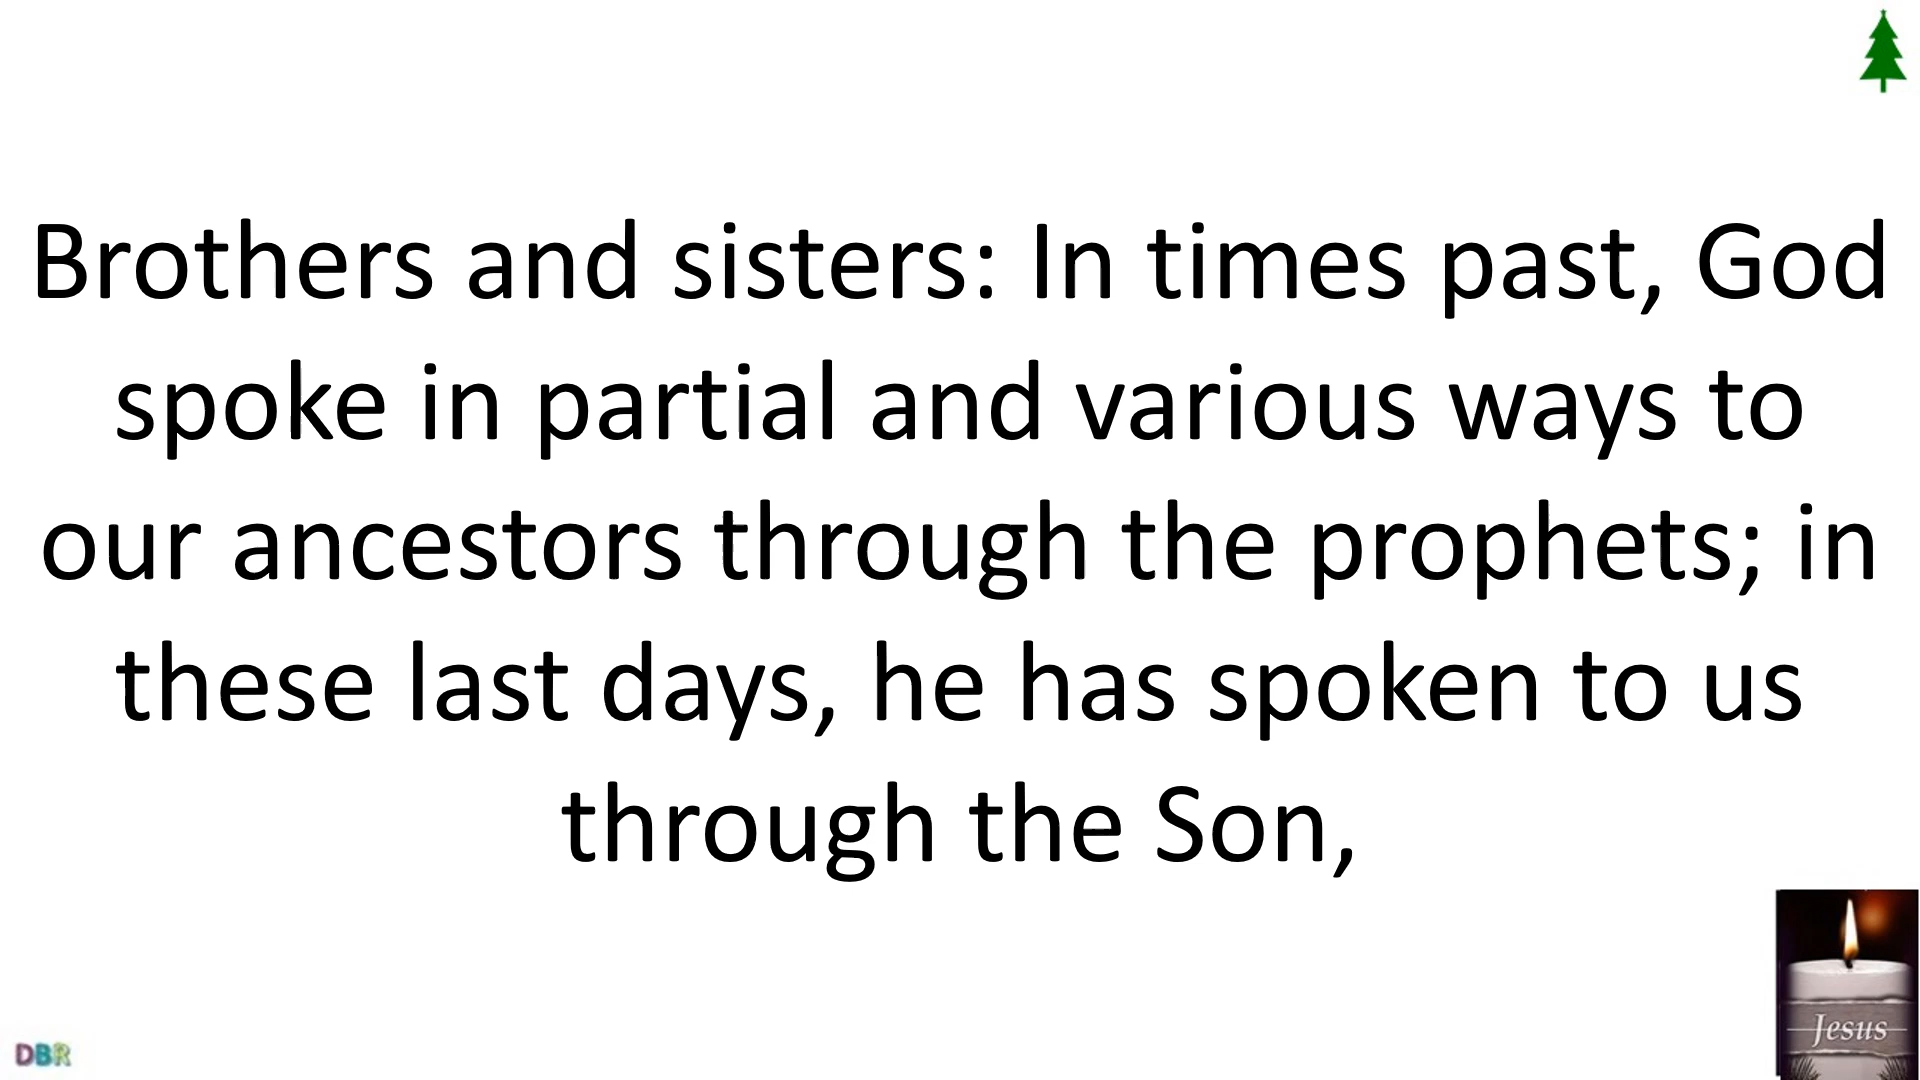 Brothers and sisters: In times past, God
spoke in partial and various ways to
our ancestors through the prophets; in
these last days, he has spoken to us
through the Son,
Jesus
DBR